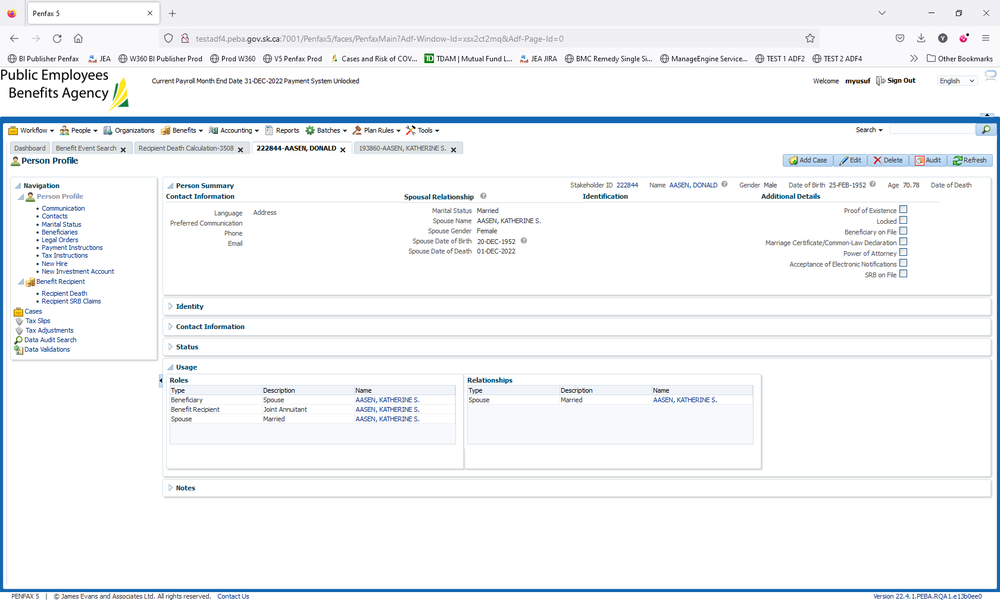 Penfax 5
testadf4.peba.gov.sk.ca:7001/Penfax5/faces/PenfaxMain?Adf-Window-Id=xsx2ct2mq&Adf-Page-Id=0
BI Publisher Penfax JEA W360 BI Publisher Prod Prod W360 V5 Penfax Prod Cases and Risk of COV... TDAM | Mutual Fund L... JEA JIRA BMC Remedy Single Si... ManageEngine Service... TEST 1 ADF2 TEST 2 ADF4 Other Bookmarks
Public Employees
Benefits Agency
Current Payroll Month End Date 31-DEC-2022 Payment System Unlocked
Welcome myusuf Sign Out English
Workflow People Organizations Benefits Accounting Reports Batches Plan Rules Tools Search
Dashboard Benefit Event Search Recipient Death Calculation-3508 222844-AASEN, DONALD 193860-AASEN, KATHERINE S.
Person Profile
Add Case Edit Delete Audit Refresh
Navigation
Person Profile
Communication
Contacts
Marital Status
Beneficiaries
Legal Orders
Payment Instructions
Tax Instructions
New Hire
New Investment Account
Benefit Recipient
Recipient Death
Recipient SRB Claims
Cases
Tax Slips
Tax Adjustments
Data Audit Search
Data Validations
Person Summary Stakeholder ID 222844 Name AASEN, DONALD Gender Male Date of Birth 25-FEB-1952 Age 70.78 Date of Death
Contact Information
Language Address
Preferred Communication
Phone
Email
Spousal Relationship
Marital Status Married
Spouse Name AASEN, KATHERINE S.
Spouse Gender Female
Spouse Date of Birth 20-DEC-1952
Spouse Date of Death 01-DEC-2022
Identification
Additional Details
Proof of Existence
Locked
Beneficiary on File
Marriage Certificate/Common-Law Declaration
Power of Attorney
Acceptance of Electronic Notifications
SRB on File
Identity
Contact Information
Status
Usage
Roles
Type Description Name
Beneficiary Spouse AASEN, KATHERINE S.
Benefit Recipient Joint Annuitant AASEN, KATHERINE S.
Spouse Married AASEN, KATHERINE S.
Relationships
Type Description Name
Spouse Married AASEN, KATHERINE S.
Notes
PENFAX 5 | © James Evans and Associates Ltd. All rights reserved. Contact Us
Version 22.4.1.PEBA.RQA1.e13b0ee0